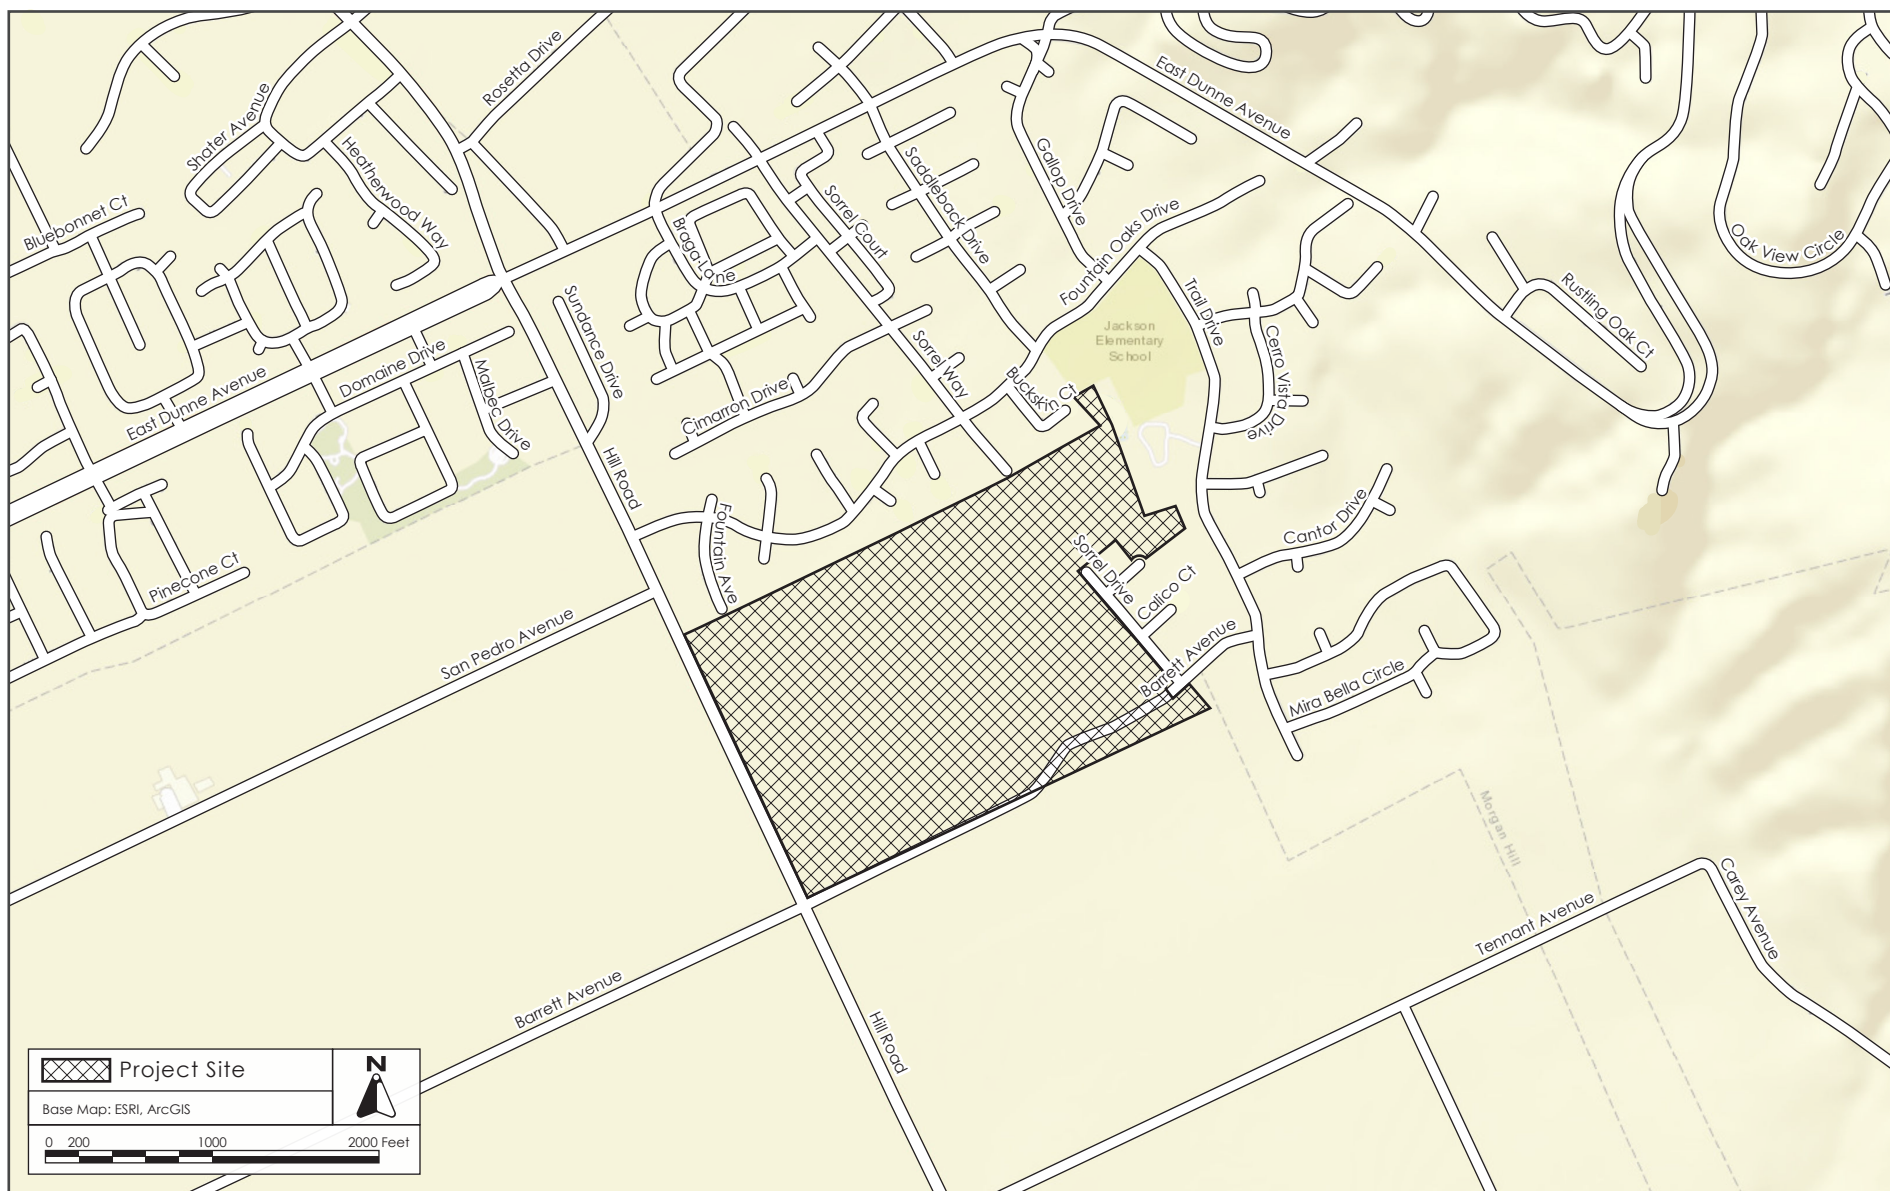 Rosetta Drive
East Dunne Avenue
Shater Avenue
Heatherwood Way
Gallop Drive
Saddleback Drive
Sorrel Court
Bluebonnet Ct
Braga Lane
Fountain Oaks Drive
Oak View Circle
Rustling Oak Ct
Trail Drive
Sundance Drive
Jackson
Elementary
School
Cerro Vista Drive
Domaine Drive
Malbec Drive
Sorrel Way
Buckskin Ct
East Dunne Avenue
Cimarron Drive
Hill Road
Fountain Ave
Cantor Drive
Pinecone Ct
Sorrel Drive
Calico Ct
San Pedro Avenue
Barrett Avenue
Mira Bella Circle
Morgan Hill
Carey Avenue
Tennant Avenue
Barrett Avenue
Hill Road
Project Site
N
Base Map: ESRI, ArcGIS
0 200 1000 2000 Feet